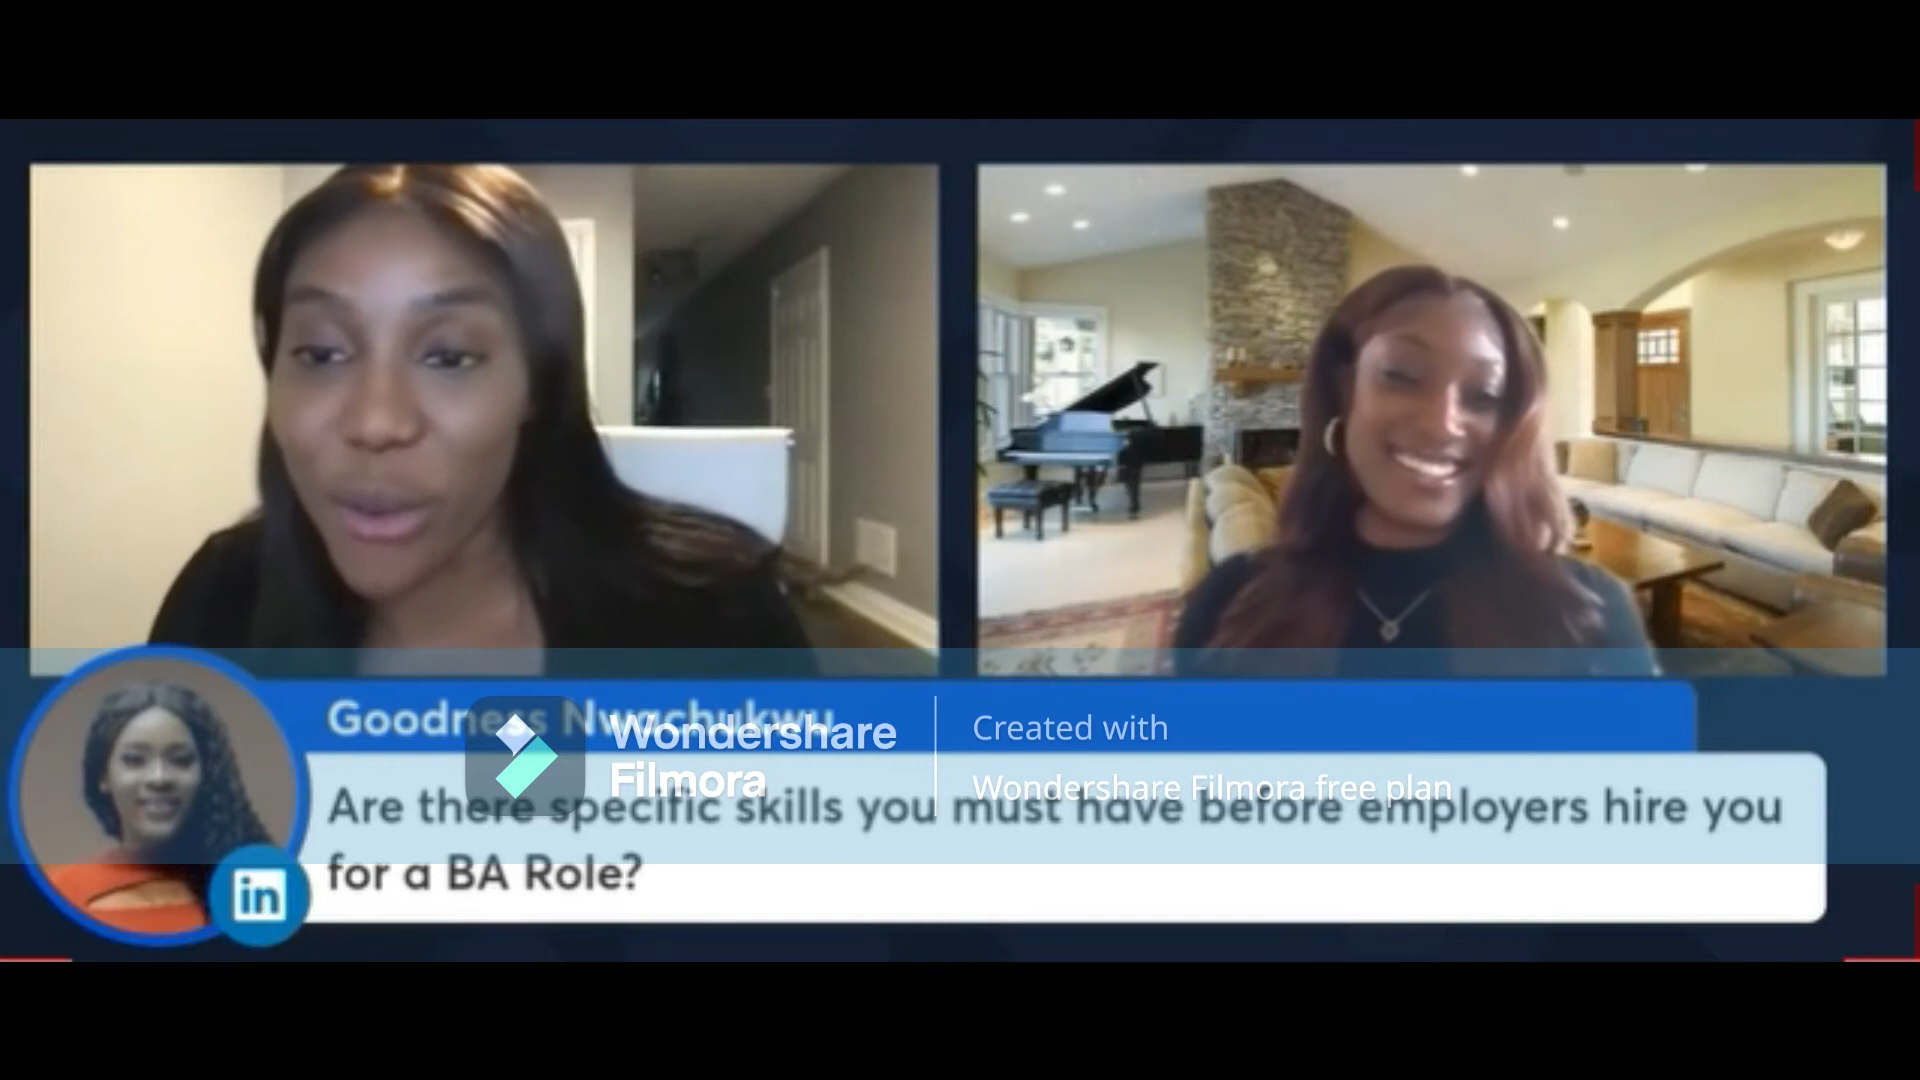 Goodness Nwachukwu
Wondershare
Filmora
Created with
Wondershare Filmora free plan
Are there specific skills you must have before employers hire you
for a BA Role?
in